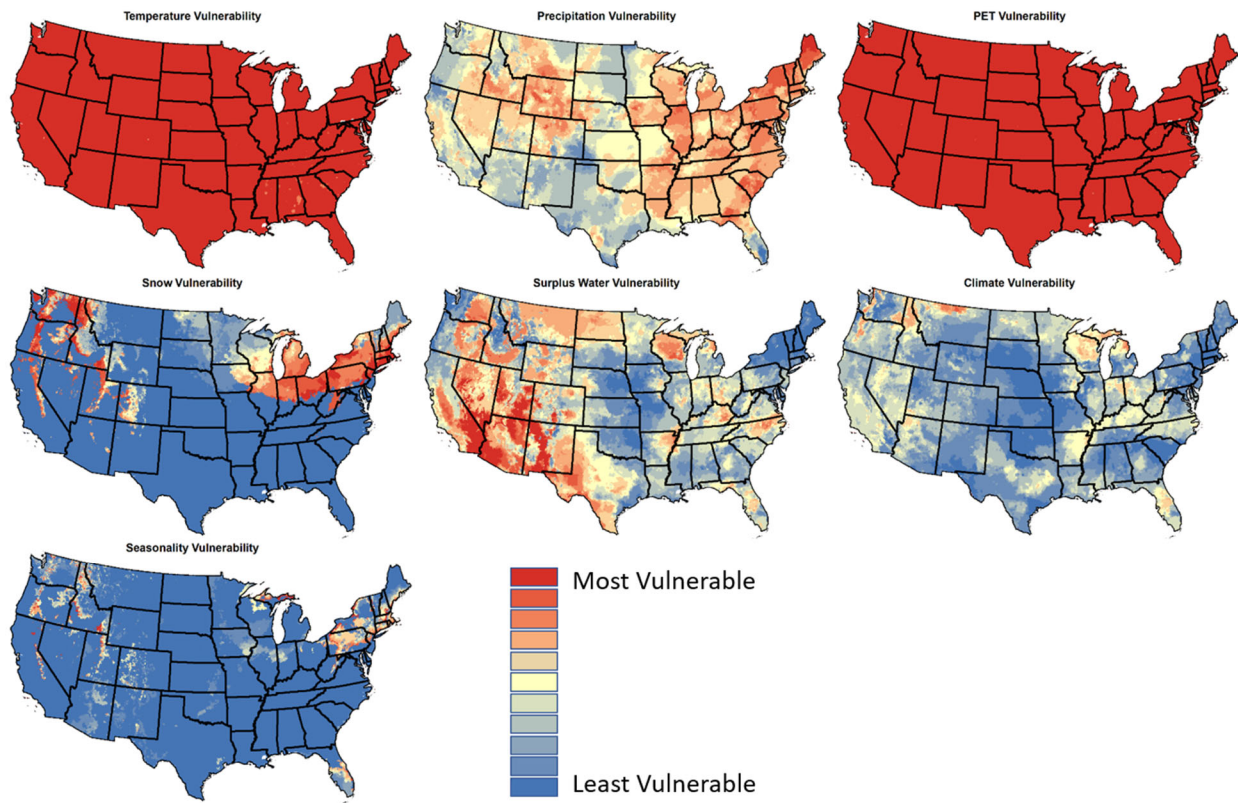 Temperature Vulnerability
Precipitation Vulnerability
PET Vulnerability
Snow Vulnerability
Surplus Water Vulnerability
Climate Vulnerability
Seasonality Vulnerability
Most Vulnerable
Least Vulnerable